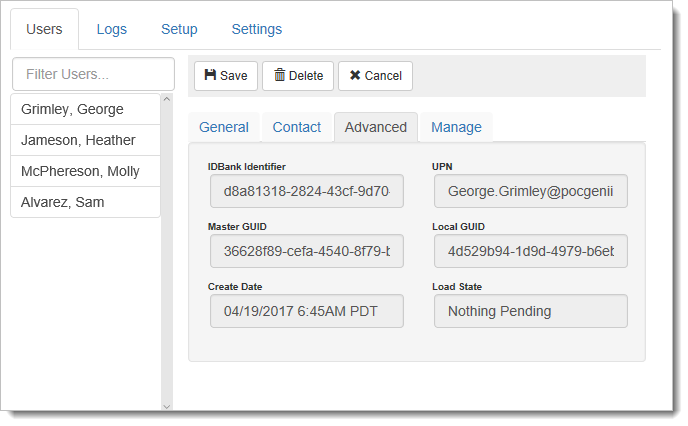 Users Logs Setup Settings
Filter Users...
Save Delete Cancel
Grimley, George
Jameson, Heather
McPhereson, Molly
Alvarez, Sam
General Contact Advanced Manage
IDBank Identifier UPN
d8a81318-2824-43cf-9d70- George.Grimley@pocgenii
Master GUID Local GUID
36628f89-cefa-4540-8f79-b 4d529b94-1d9d-4979-b6eb
Create Date Load State
04/19/2017 6:45AM PDT Nothing Pending